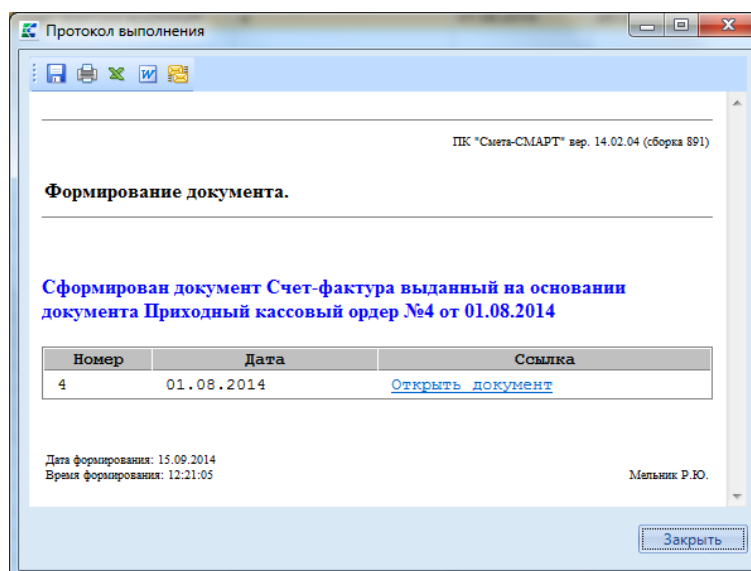 Протокол выполнения
ПК "Смета-СМАРТ" вер. 14.02.04 (сборка 891)
Формирование документа.
Сформирован документ Счет-фактура выданный на основании
документа Приходный кассовый ордер №4 от 01.08.2014
Номер Дата Ссылка
4 01.08.2014 Открыть документ
Дата формирования: 15.09.2014
Время формирования: 12:21:05 Мельник Р.Ю.
Закрыть